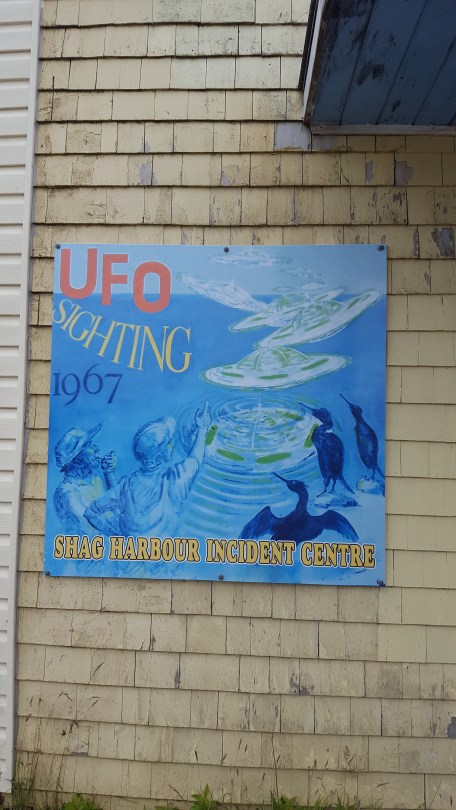 UFO
SIGHTING
1967
SHAG HARBOUR INCIDENT CENTRE